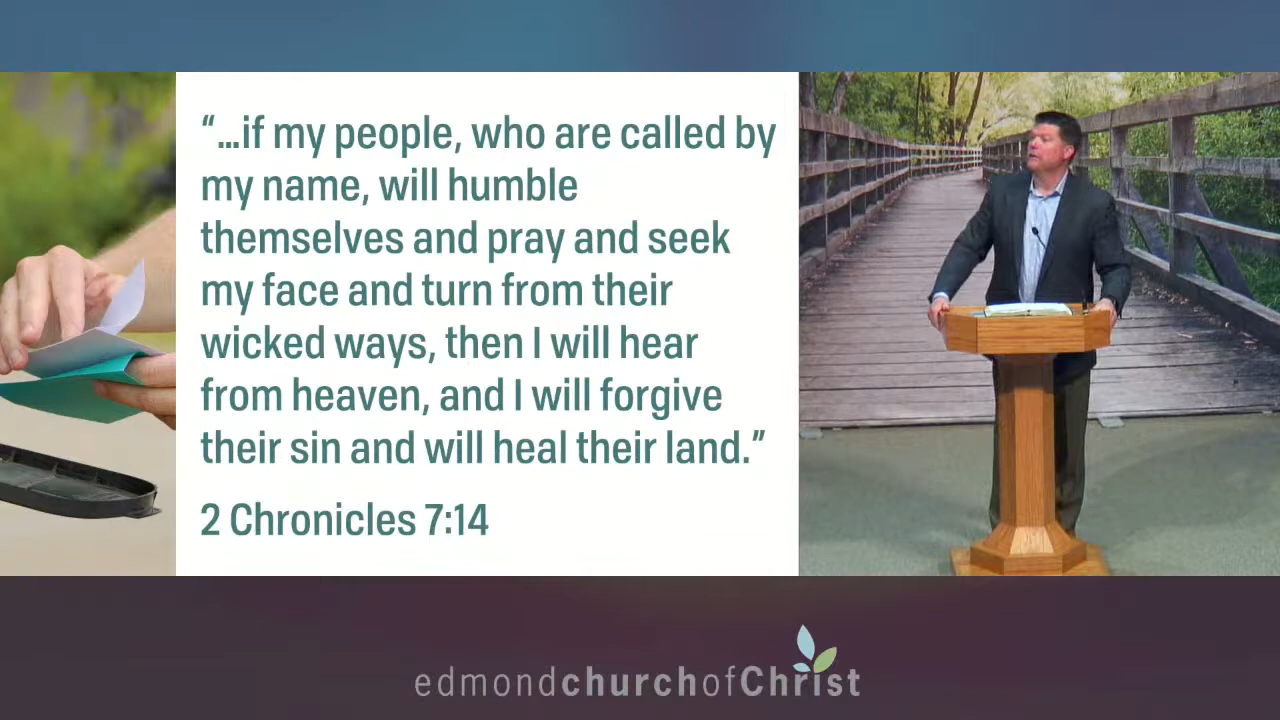 “...if my people, who are called by
my name, will humble
themselves and pray and seek
my face and turn from their
wicked ways, then I will hear
from heaven, and I will forgive
their sin and will heal their land.”
2 Chronicles 7:14
edmondchurchofChrist